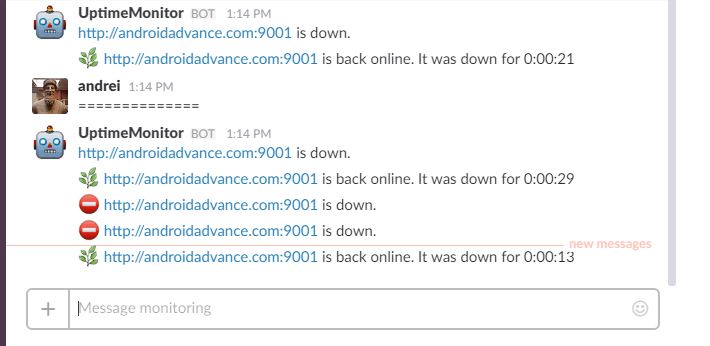 UptimeMonitor BOT 1:14 PM
http://androidadvance.com:9001 is down.
http://androidadvance.com:9001 is back online. It was down for 0:00:21
andrei 1:14 PM
==============
UptimeMonitor BOT 1:14 PM
http://androidadvance.com:9001 is down.
http://androidadvance.com:9001 is back online. It was down for 0:00:29
http://androidadvance.com:9001 is down.
http://androidadvance.com:9001 is down.
new messages
http://androidadvance.com:9001 is back online. It was down for 0:00:13
+ Message monitoring